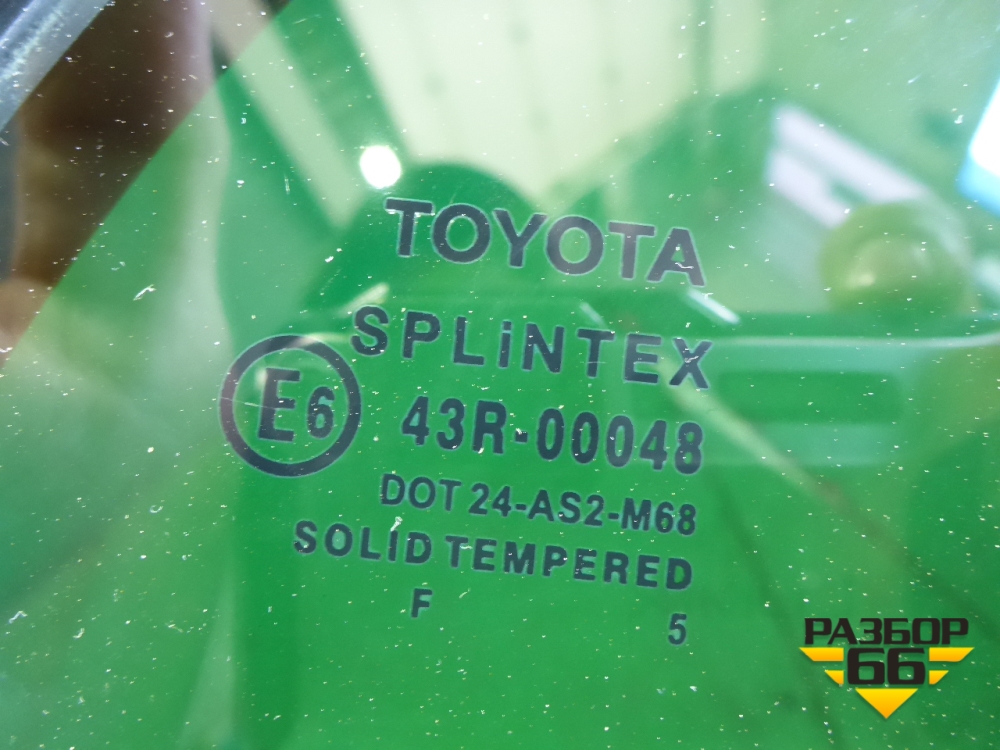 TOYOTA
SPLiNTEX
E6
43R-00048
DOT 24-AS2-M68
SOLID TEMPERED
F 5
РАЗБОР
66